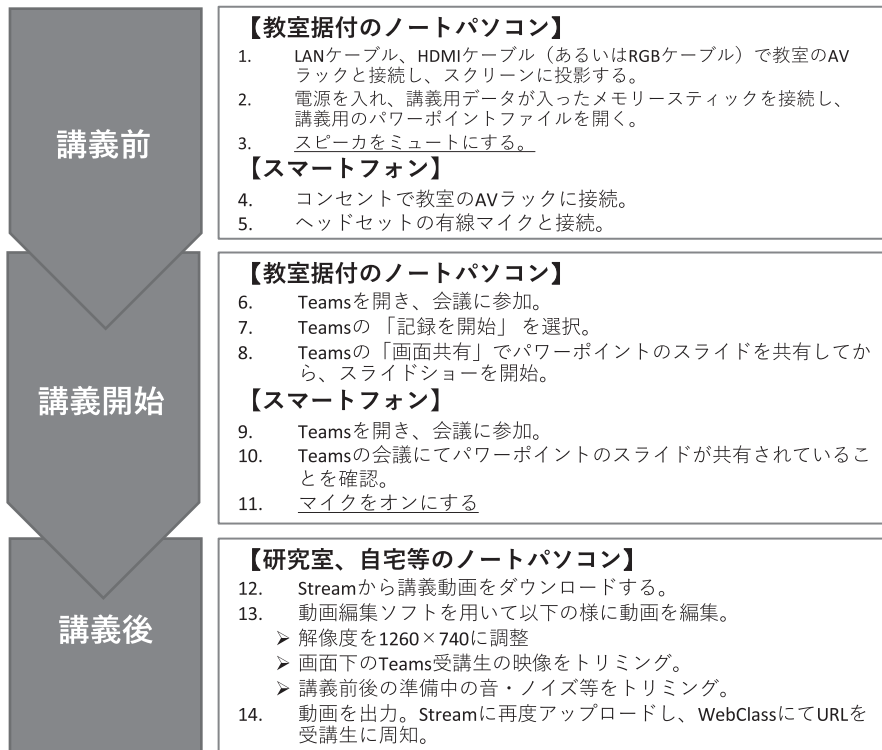 講義前
【教室据付のノートパソコン】
1. LANケーブル、HDMIケーブル（あるいはRGBケーブル）で教室のAV
ラックと接続し、スクリーンに投影する。
2. 電源を入れ、講義用データが入ったメモリースティックを接続し、
講義用のパワーポイントファイルを開く。
3. スピーカをミュートにする。
【スマートフォン】
4. コンセントで教室のAVラックに接続。
5. ヘッドセットの有線マイクと接続。
講義開始
【教室据付のノートパソコン】
6. Teamsを開き、会議に参加。
7. Teamsの「記録を開始」を選択。
8. Teamsの「画面共有」でパワーポイントのスライドを共有してか
ら、スライドショーを開始。
【スマートフォン】
9. Teamsを開き、会議に参加。
10. Teamsの会議にてパワーポイントのスライドが共有されているこ
とを確認。
11. マイクをオンにする
講義後
【研究室、自宅等のノートパソコン】
12. Streamから講義動画をダウンロードする。
13. 動画編集ソフトを用いて以下の様に動画を編集。
➢ 解像度を1260×740に調整
➢ 画面下のTeams受講生の映像をトリミング。
➢ 講義前後の準備中の音・ノイズ等をトリミング。
14. 動画を出力。Streamに再度アップロードし、WebClassにてURLを
受講生に周知。